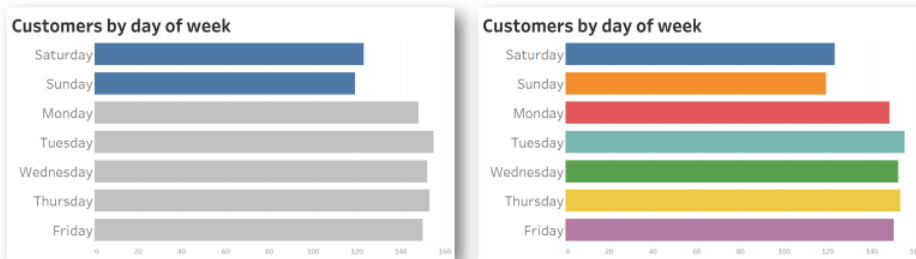 Customers by day of week
Saturday
Sunday
Monday
Tuesday
Wednesday
Thursday
Friday
0 20 40 60 80 100 120 140 160
Customers by day of week
Saturday
Sunday
Monday
Tuesday
Wednesday
Thursday
Friday
0 20 40 60 80 100 120 140